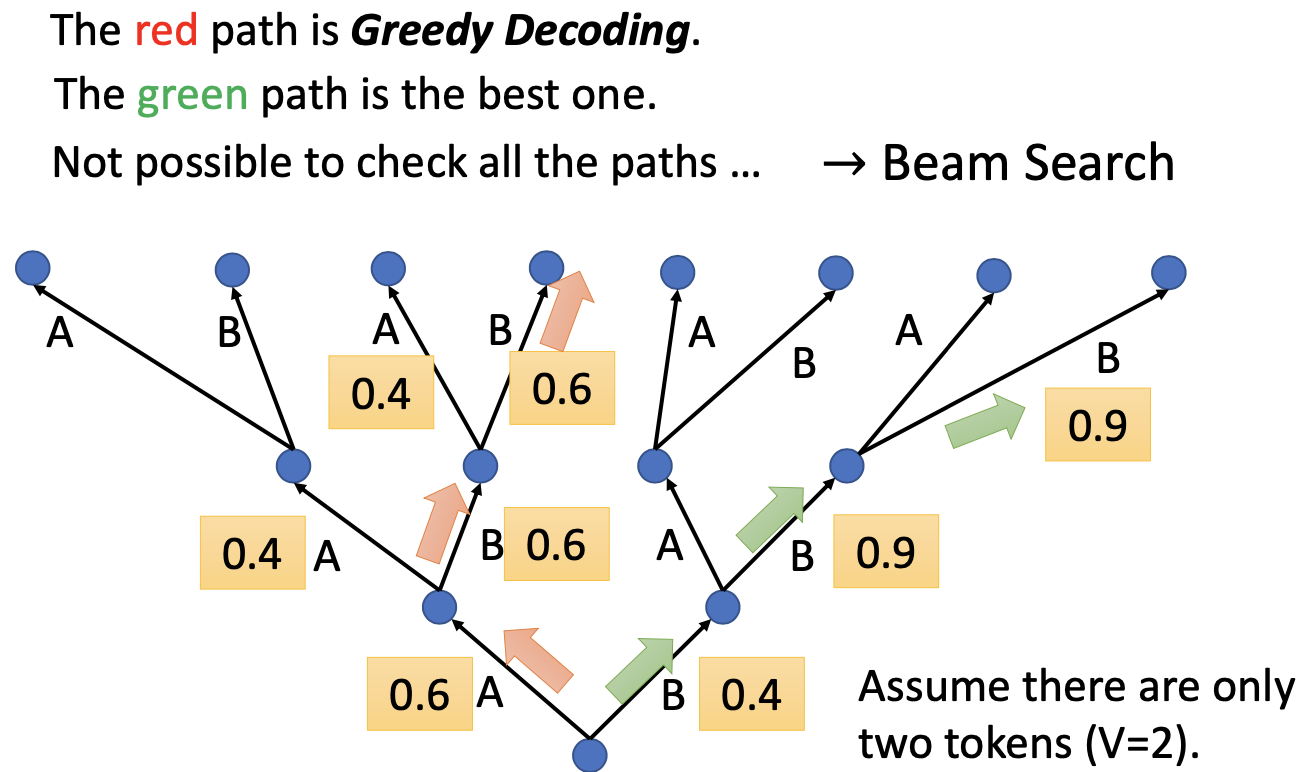 The red path is Greedy Decoding.
The green path is the best one.
Not possible to check all the paths ... → Beam Search
A B A B A B A B
0.4 0.6 0.9
0.4 A B 0.6 A B 0.9
0.6 A B 0.4
Assume there are only
two tokens (V=2).